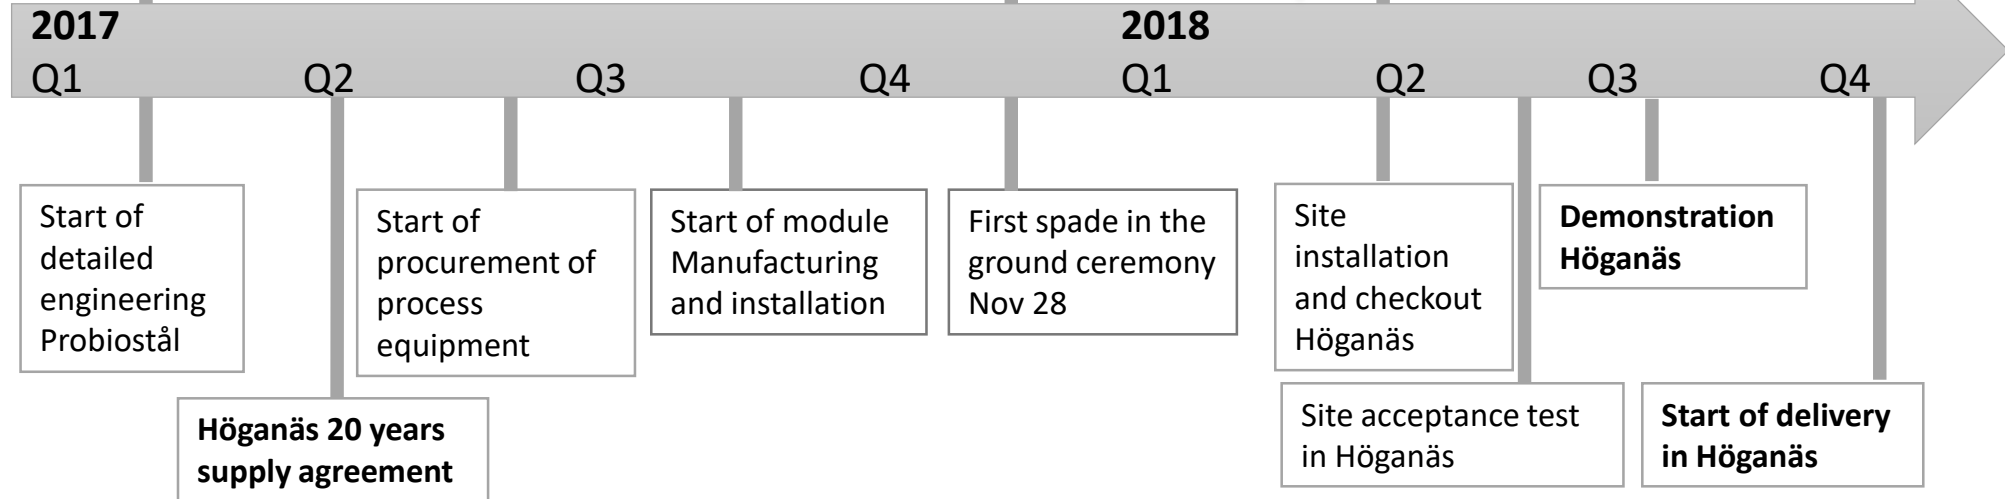 2017
2018
Q1
Q2
Q3
Q4
Q1
Q2
Q3
Q4
Start of
detailed
engineering
Probiostål
Höganäs 20 years
supply agreement
Start of
procurement of
process
equipment
Start of module
Manufacturing
and installation
First spade in the
ground ceremony
Nov 28
Site
installation
and checkout
Höganäs
Site acceptance test
in Höganäs
Demonstration
Höganäs
Start of delivery
in Höganäs